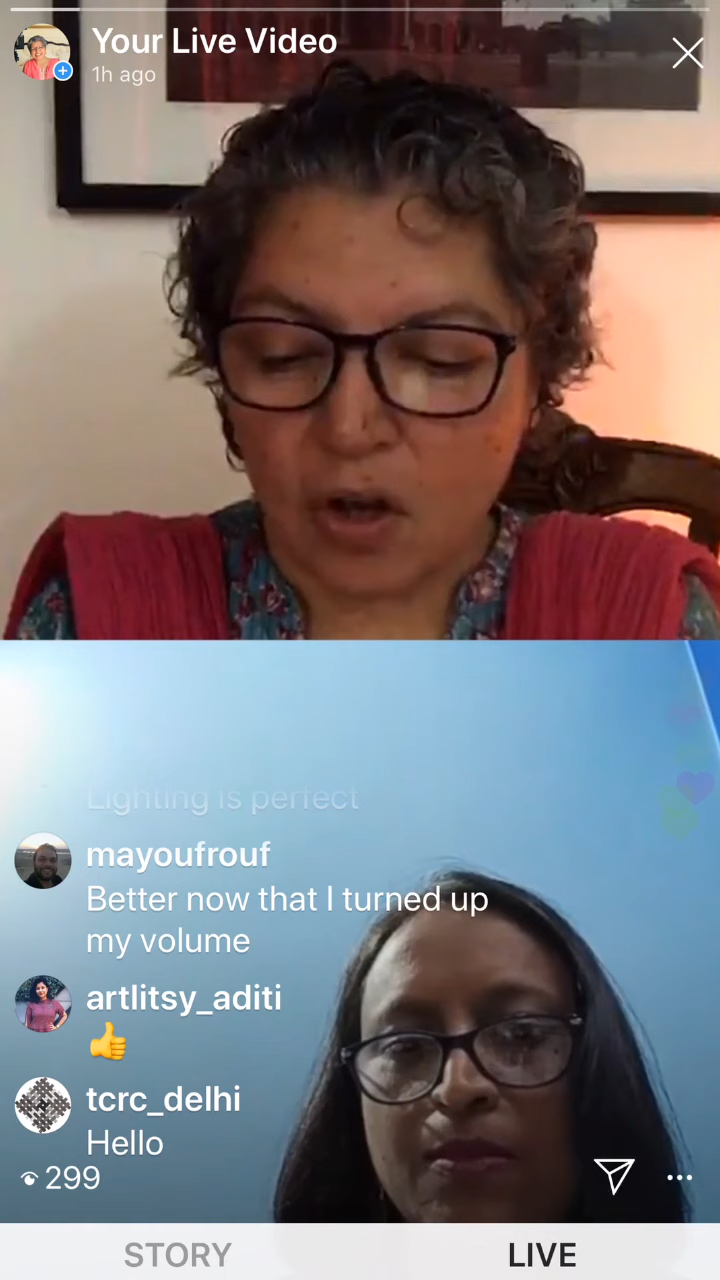 Your Live Video
1h ago
Lighting is perfect
mayoufrouf
Better now that I turned up
my volume
artlitsy_aditi
👍
tcrc_delhi
Hello
299
STORY
LIVE